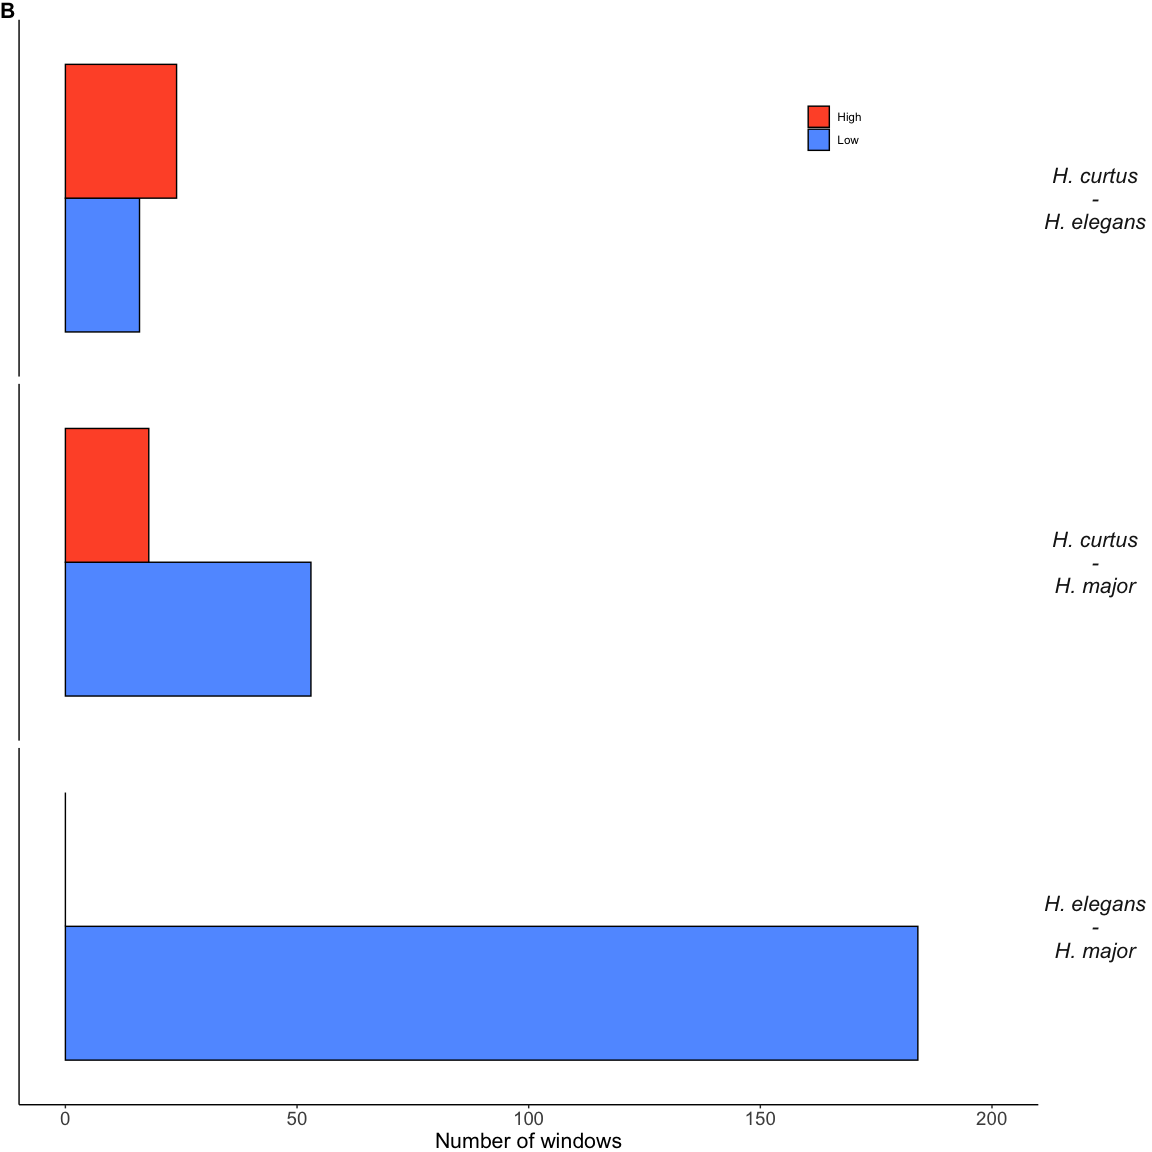 B
High
Low
H. curtus
-
H. elegans
H. curtus
-
H. major
H. elegans
-
H. major
0 50 100 150 200
Number of windows